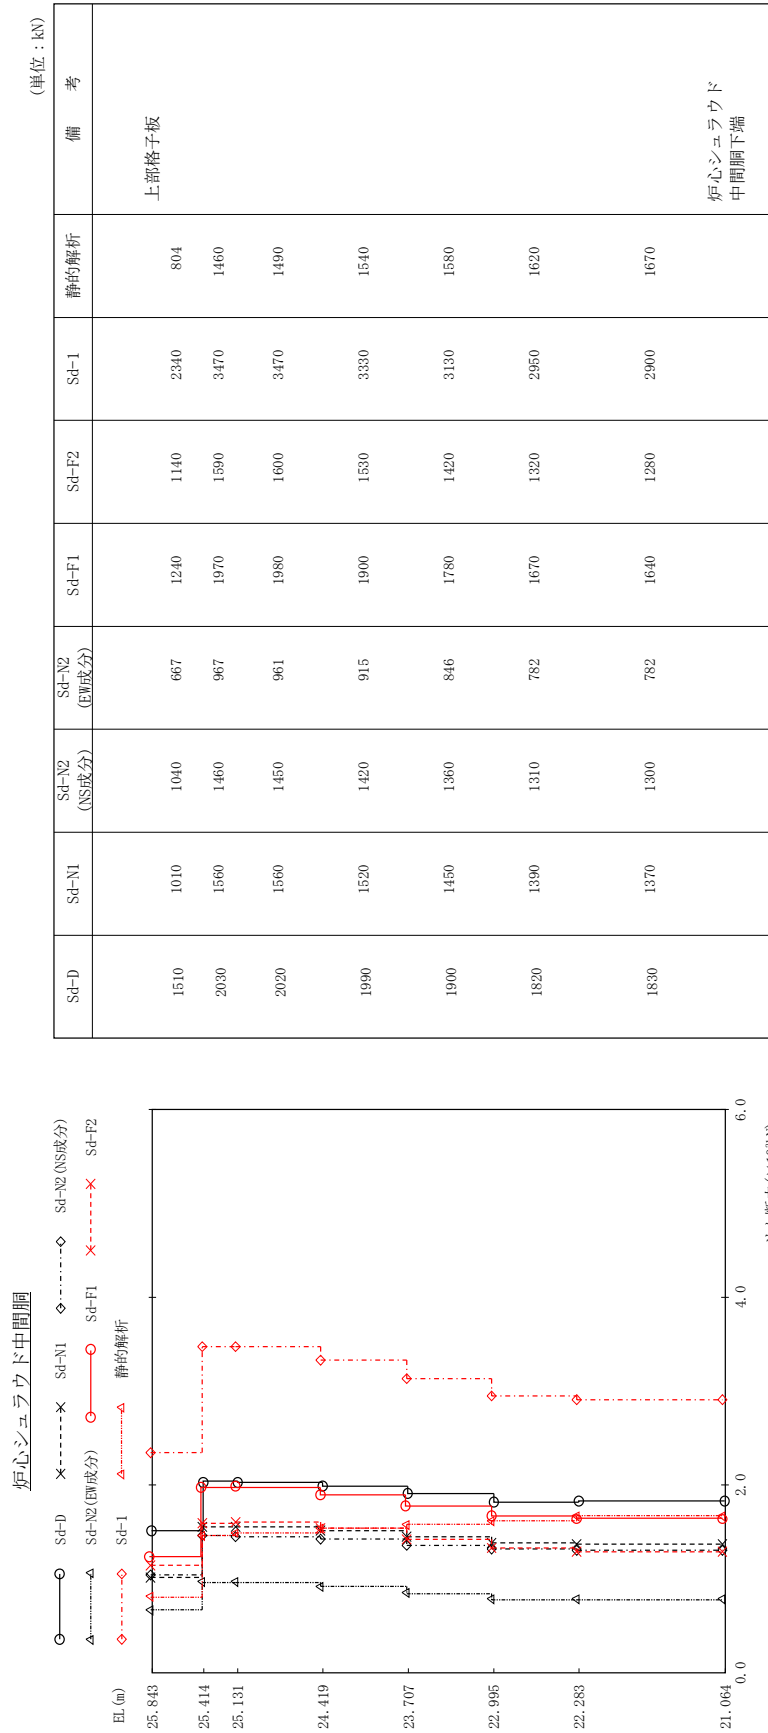 炉心シュラウド中間胴
Sd-D
Sd-N1
Sd-N2(NS成分)
Sd-N2(EW成分)
Sd-F1
Sd-F2
Sd-1
静的解析
EL(m)
25.843
25.414
25.131
24.419
23.707
22.995
22.283
21.064
0.0
2.0
4.0
6.0
(単位：kN)
Sd-D Sd-N1 Sd-N2 (NS成分) Sd-N2 (EW成分) Sd-F1 Sd-F2 Sd-1 静的解析 備 考
上部格子板
1510 1010 1040 667 1240 1140 2340 804
2030 1560 1460 967 1970 1590 3470 1460
2020 1560 1450 961 1980 1600 3470 1490
1990 1520 1420 915 1900 1530 3330 1540
1900 1450 1360 846 1780 1420 3130 1580
1820 1390 1310 782 1670 1320 2950 1620
1830 1370 1300 782 1640 1280 2900 1670
炉心シュラウド
中間胴下端